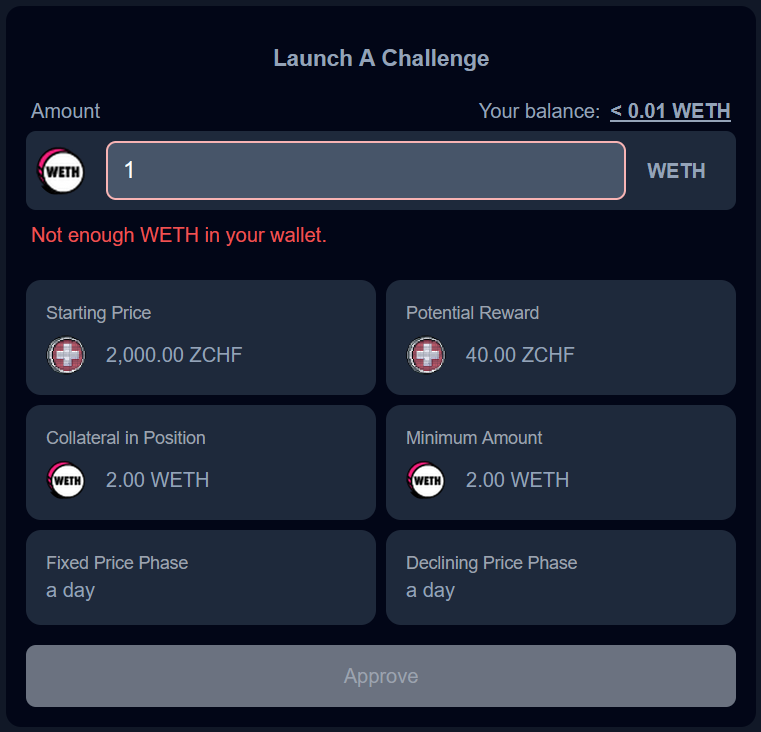 Launch A Challenge
Amount
Your balance: < 0.01 WETH
WETH 1 WETH
Not enough WETH in your wallet.
Starting Price
2,000.00 ZCHF
Potential Reward
40.00 ZCHF
Collateral in Position
WETH 2.00 WETH
Minimum Amount
WETH 2.00 WETH
Fixed Price Phase
a day
Declining Price Phase
a day
Approve